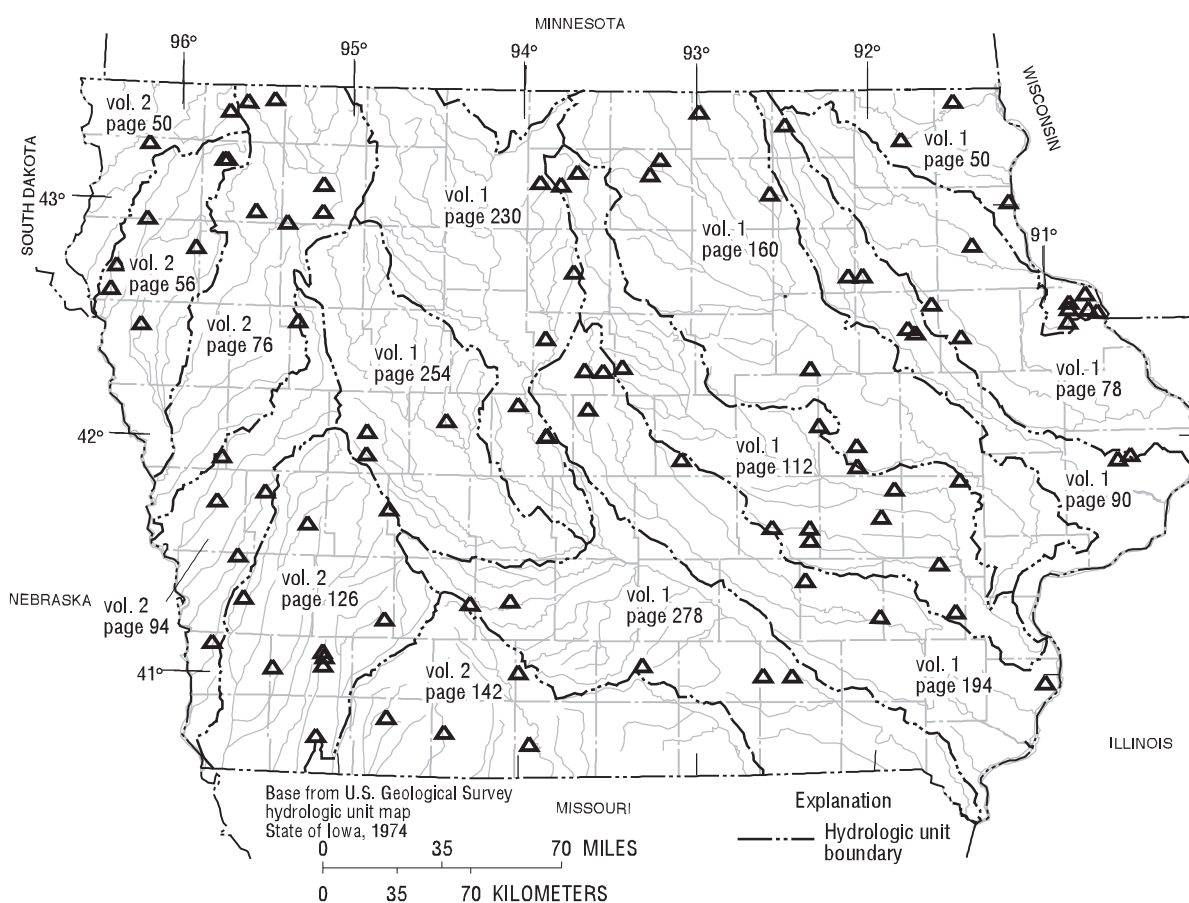 MINNESOTA
96°
95°
94°
93°
92°
WISCONSIN
vol. 2
page 50
vol. 1
page 50
SOUTH DAKOTA
43°
vol. 1
page 230
vol. 1
page 160
91°
vol. 2
page 56
vol. 2
page 76
vol. 1
page 254
vol. 1
page 78
42°
vol. 1
page 112
vol. 1
page 90
NEBRASKA
vol. 2
page 94
vol. 2
page 126
vol. 1
page 278
41°
vol. 2
page 142
vol. 1
page 194
ILLINOIS
Base from U.S. Geological Survey
hydrologic unit map
State of Iowa, 1974
MISSOURI
Explanation
Hydrologic unit
boundary
0 35 70 MILES
0 35 70 KILOMETERS